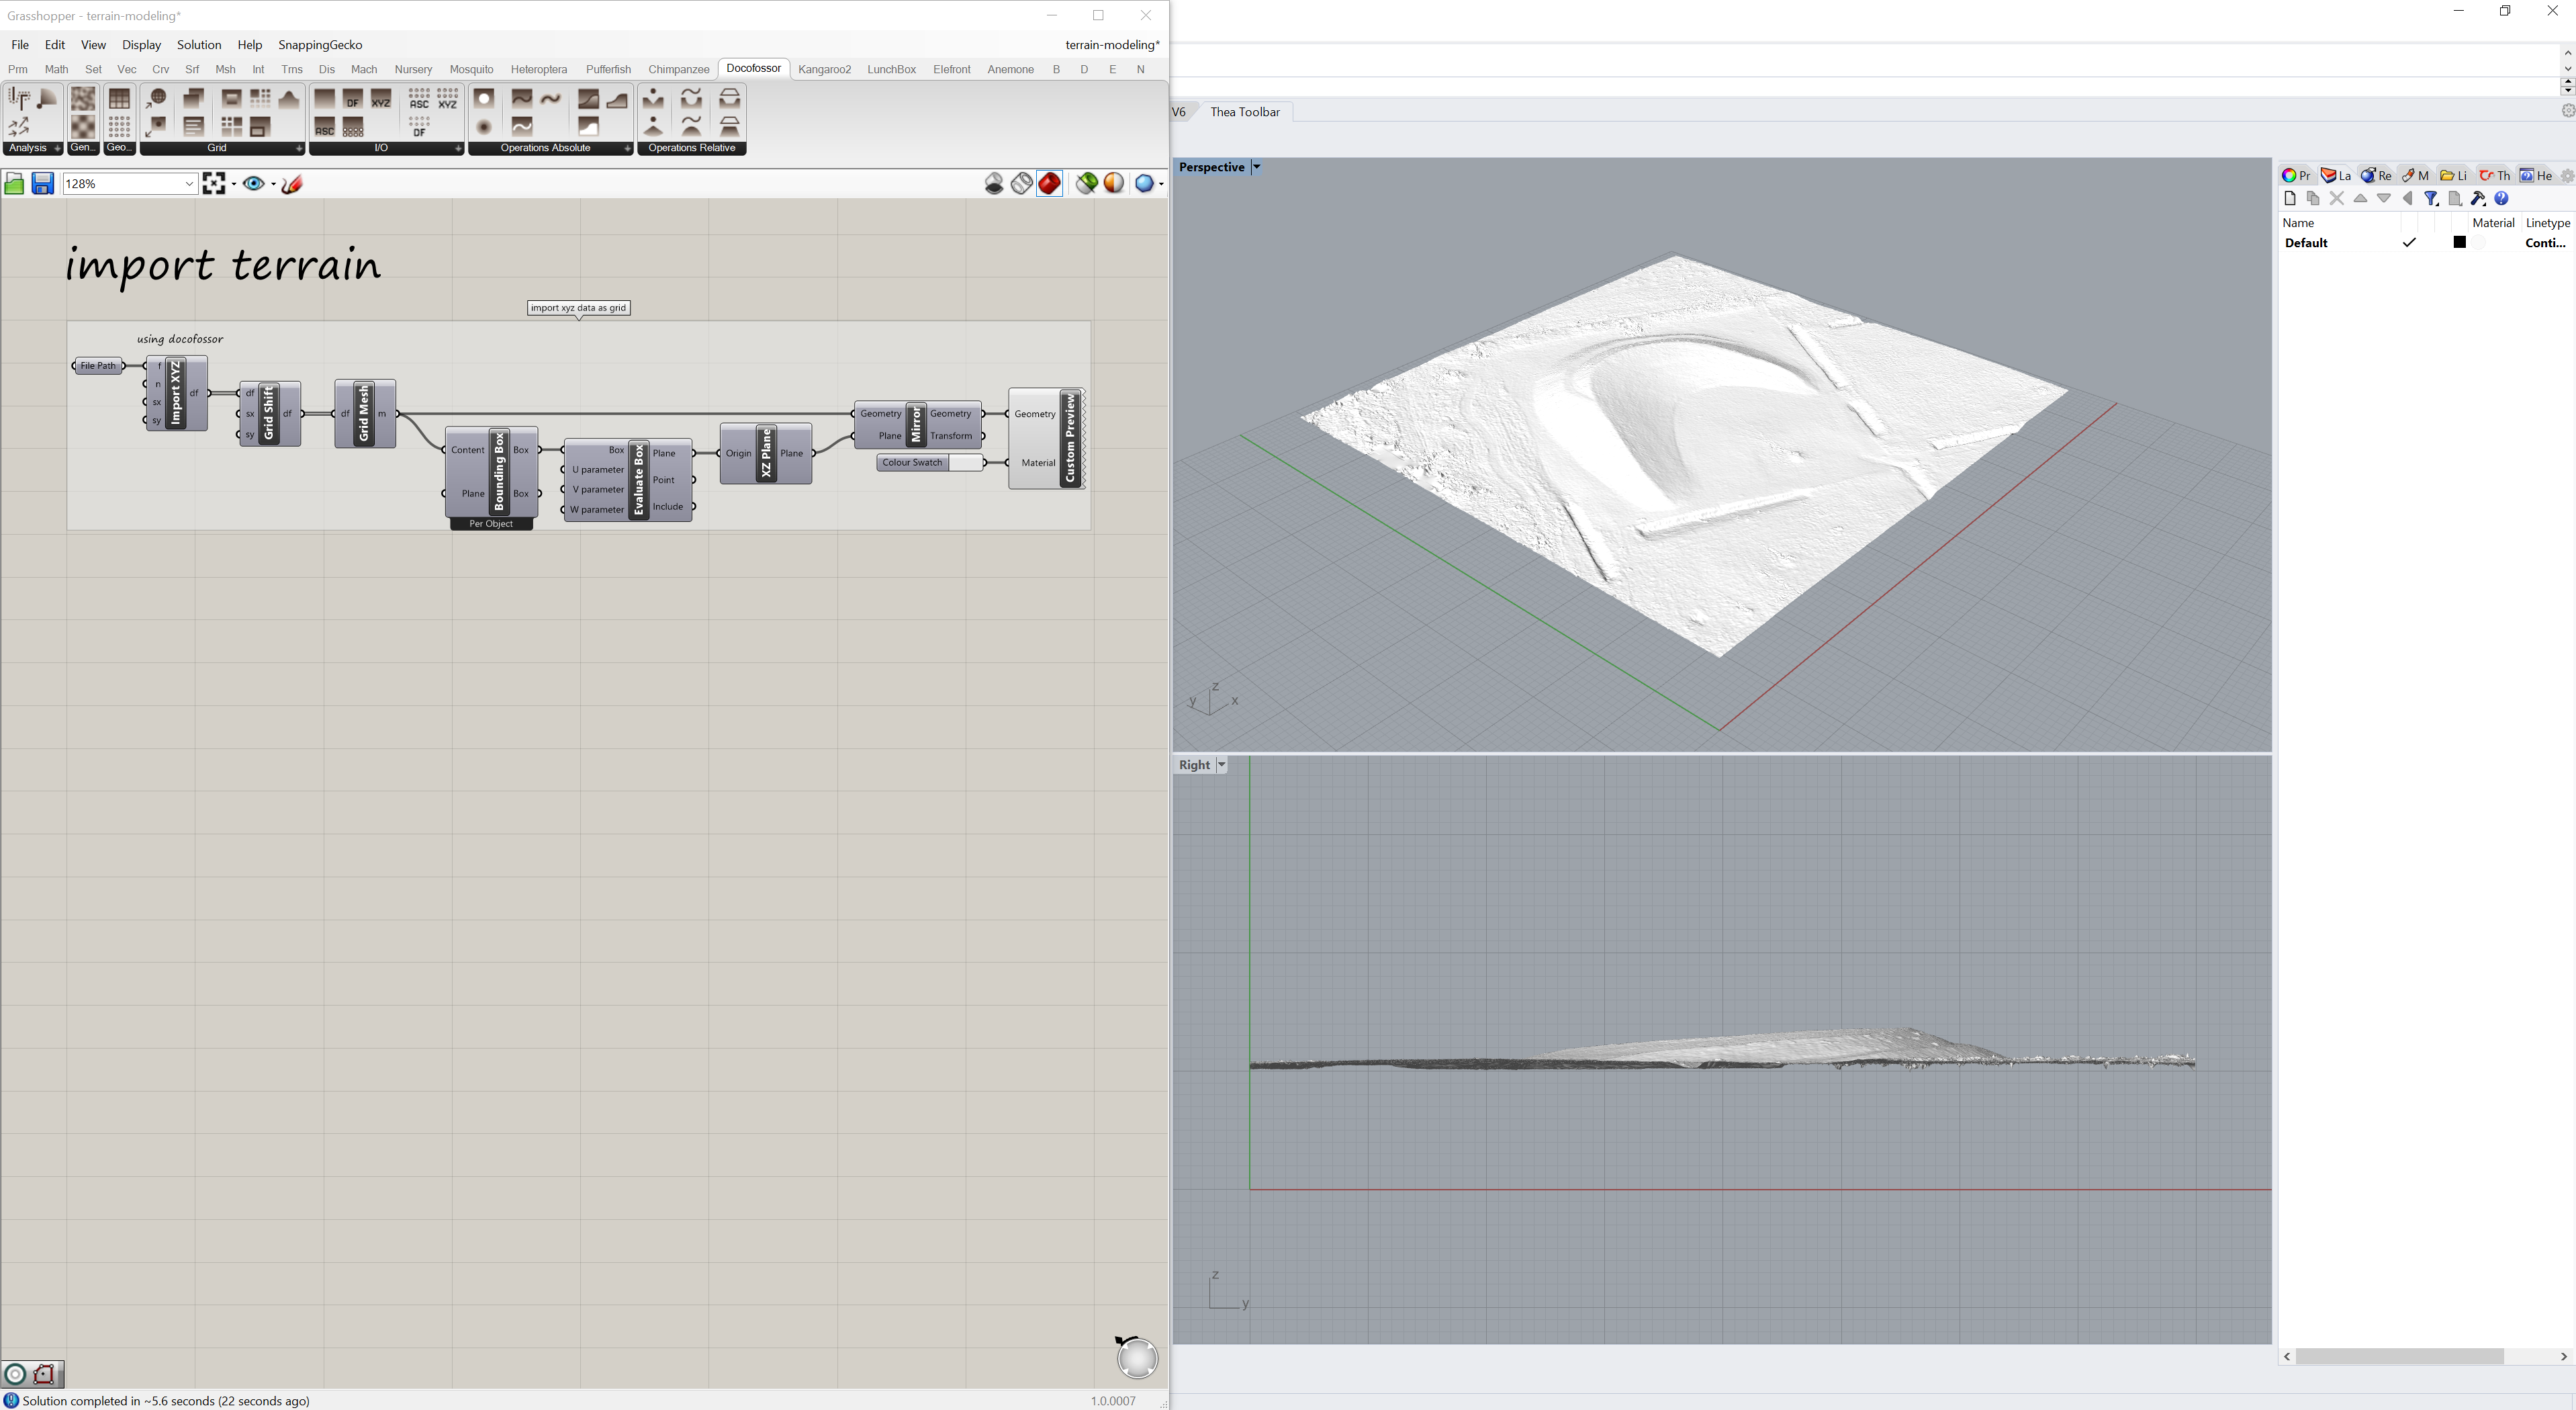 Grasshopper - terrain-modeling*
File Edit View Display Solution Help SnappingGecko terrain-modeling*
Prm Math Set Vec Crv Srf Msh Int Trns Dis Mach Nursery Mosquito Heteroptera Pufferfish Chimpanzee Docofossor Kangaroo2 LunchBox Elefront Anemone B D E N
DF XYZ ASC XYZ
ASC DF
Analysis Gen... Geo... Grid I/O Operations Absolute Operations Relative
128%
import terrain
import xyz data as grid
using docofossor
File Path
f n sx sy Import XYZ df
df sx sy Grid Shift df
df Grid Mesh m
Content Plane Bounding Box Box Box
Per Object
Box U parameter V parameter W parameter Evaluate Box Plane Point Include
Origin XZ Plane Plane
Geometry Plane Mirror Geometry Transform
Colour Swatch
Geometry Material Custom Preview
Solution completed in ~5.6 seconds (22 seconds ago) 1.0.0007
V6 Thea Toolbar
Perspective
z
y x
Right
z
y
Pr La Re M Li Th He
Name Material Linetype
Default Conti...